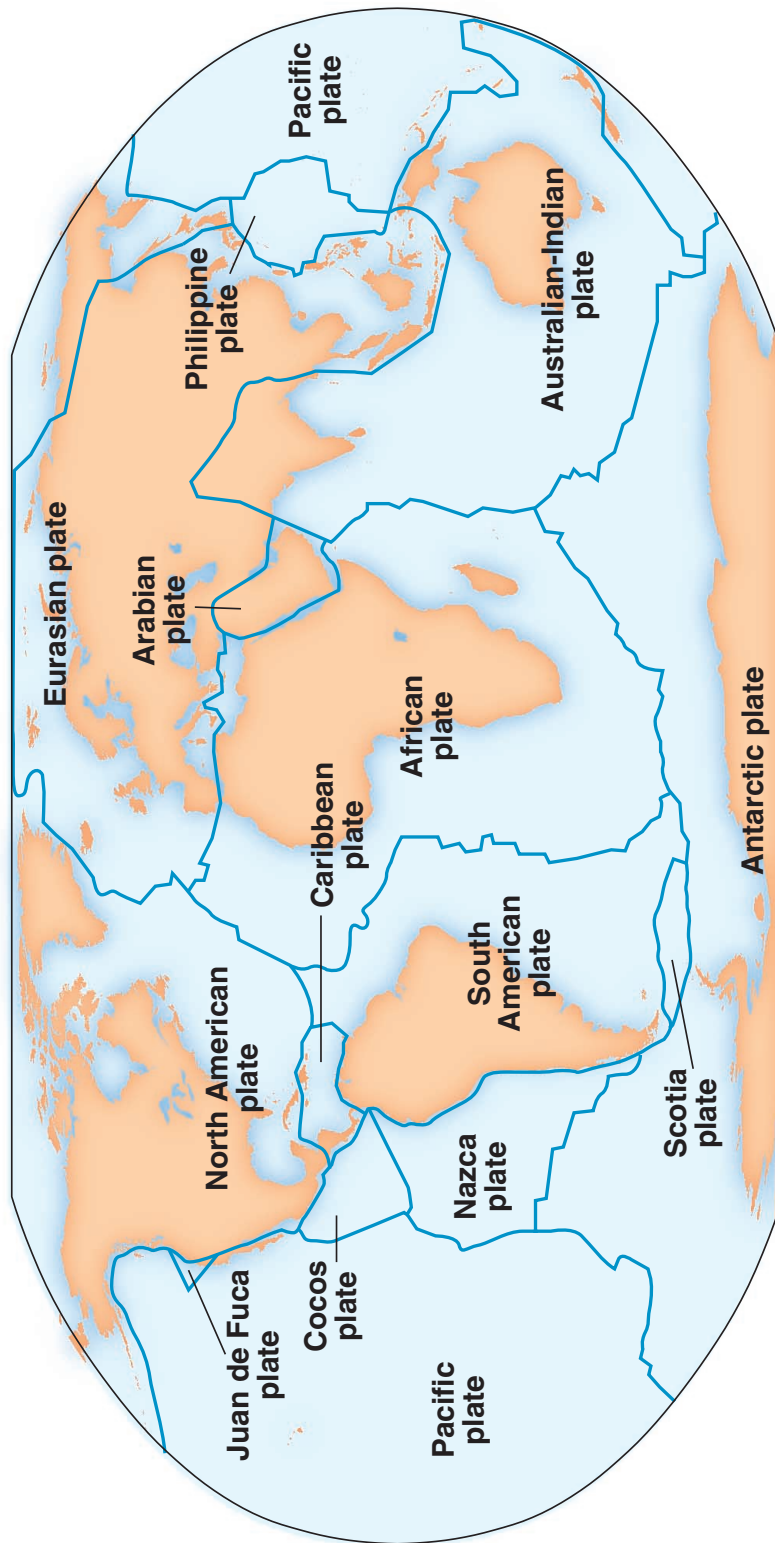 Eurasian plate
North American
plate
Juan de Fuca
plate
Arabian
plate
Philippine
plate
Pacific
plate
Caribbean
plate
Cocos
plate
African
plate
Pacific
plate
Nazca
plate
South
American
plate
Australian-Indian
plate
Scotia
plate
Antarctic plate